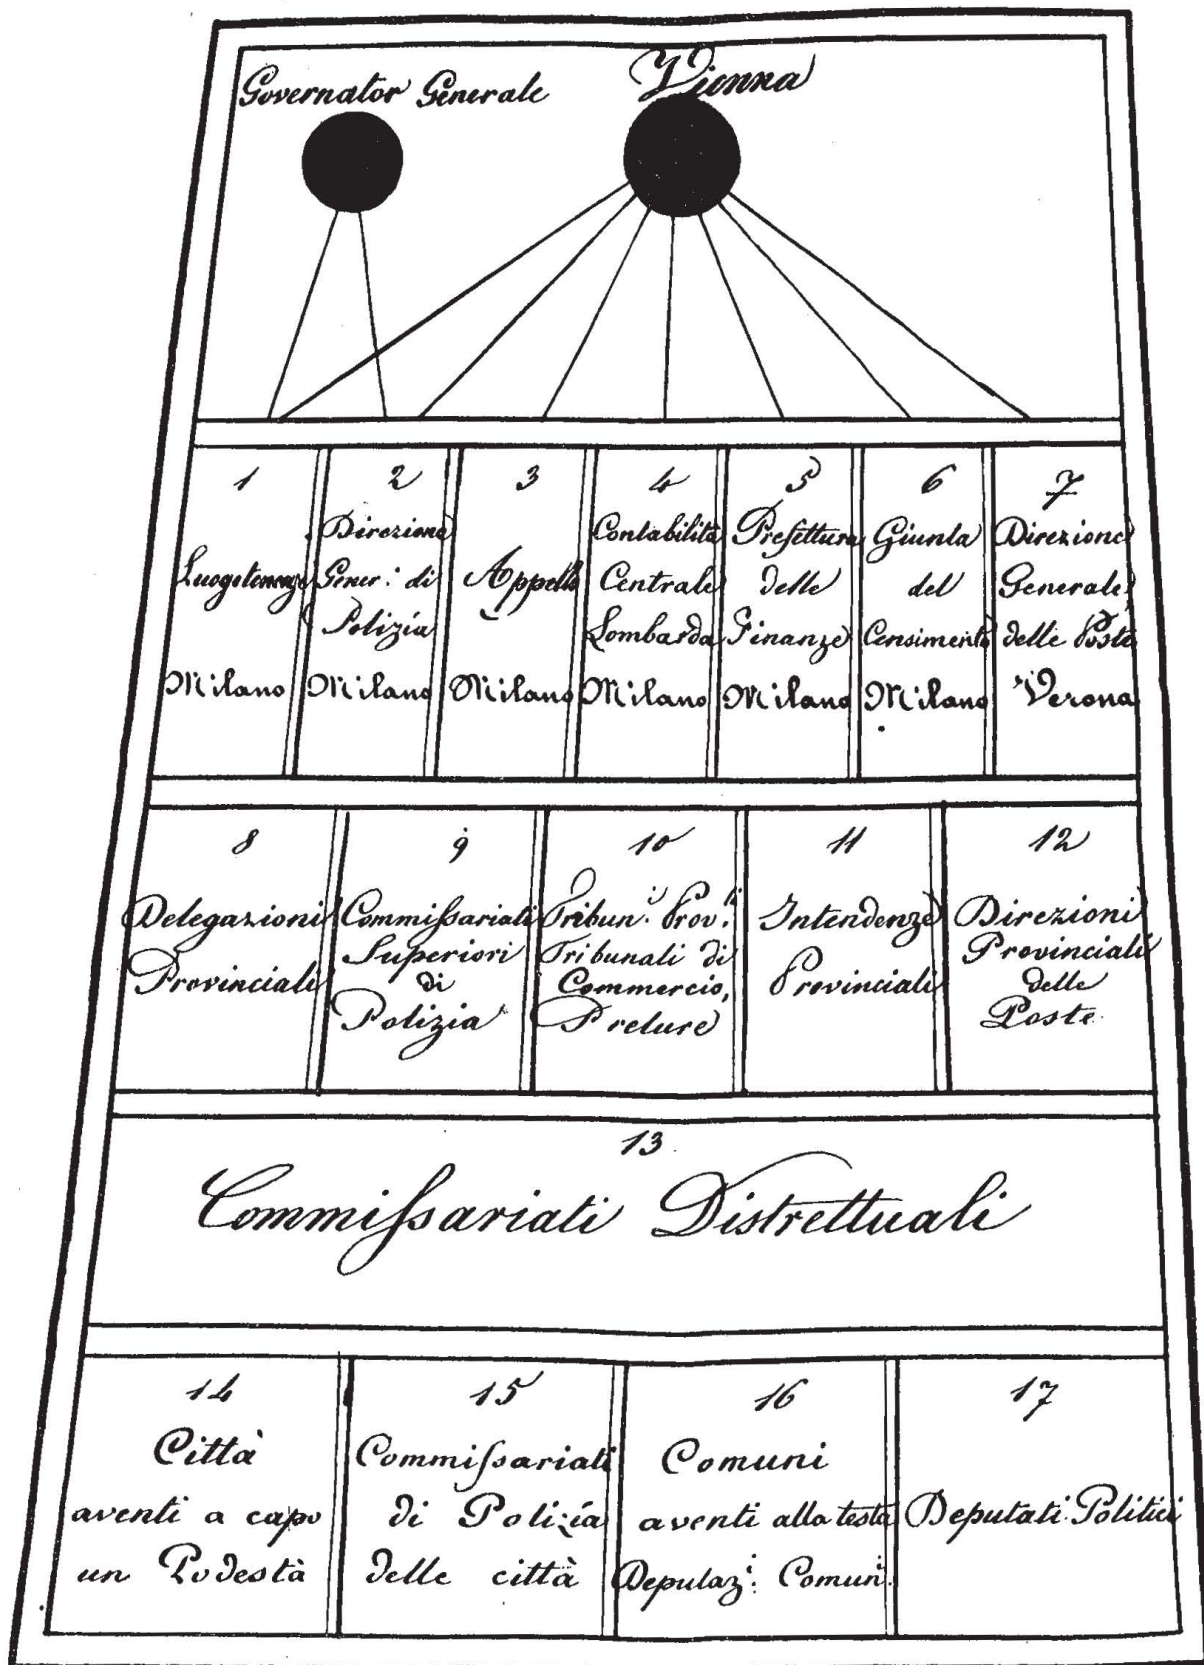 Governator Generale
Vienna
1
Luogotenenza
Milano
2
Direzione
Gener.i di
Polizia
Milano
3
Appello
Milano
4
Contabilità
Centrale
Lombarda
Milano
5
Prefettura
delle
Finanze
Milano
6
Giunta
del
Censimento
Milano
7
Direzione
Generale
delle Poste
Verona
8
Delegazioni
Provinciali
9
Commissariati
Superiori
di
Polizia
10
Tribun.i Prov.li
Tribunali di
Commercio,
Preture
11
Intendenze
Provinciali
12
Direzioni
Provinciali
delle
Poste
13
Commissariati Distrettuali
14
Città
aventi a capo
un Podestà
15
Commissariati
di Polizia
delle città
16
Comuni
aventi alla testa
Deputaz.i Comun.i
17
Deputati Politici